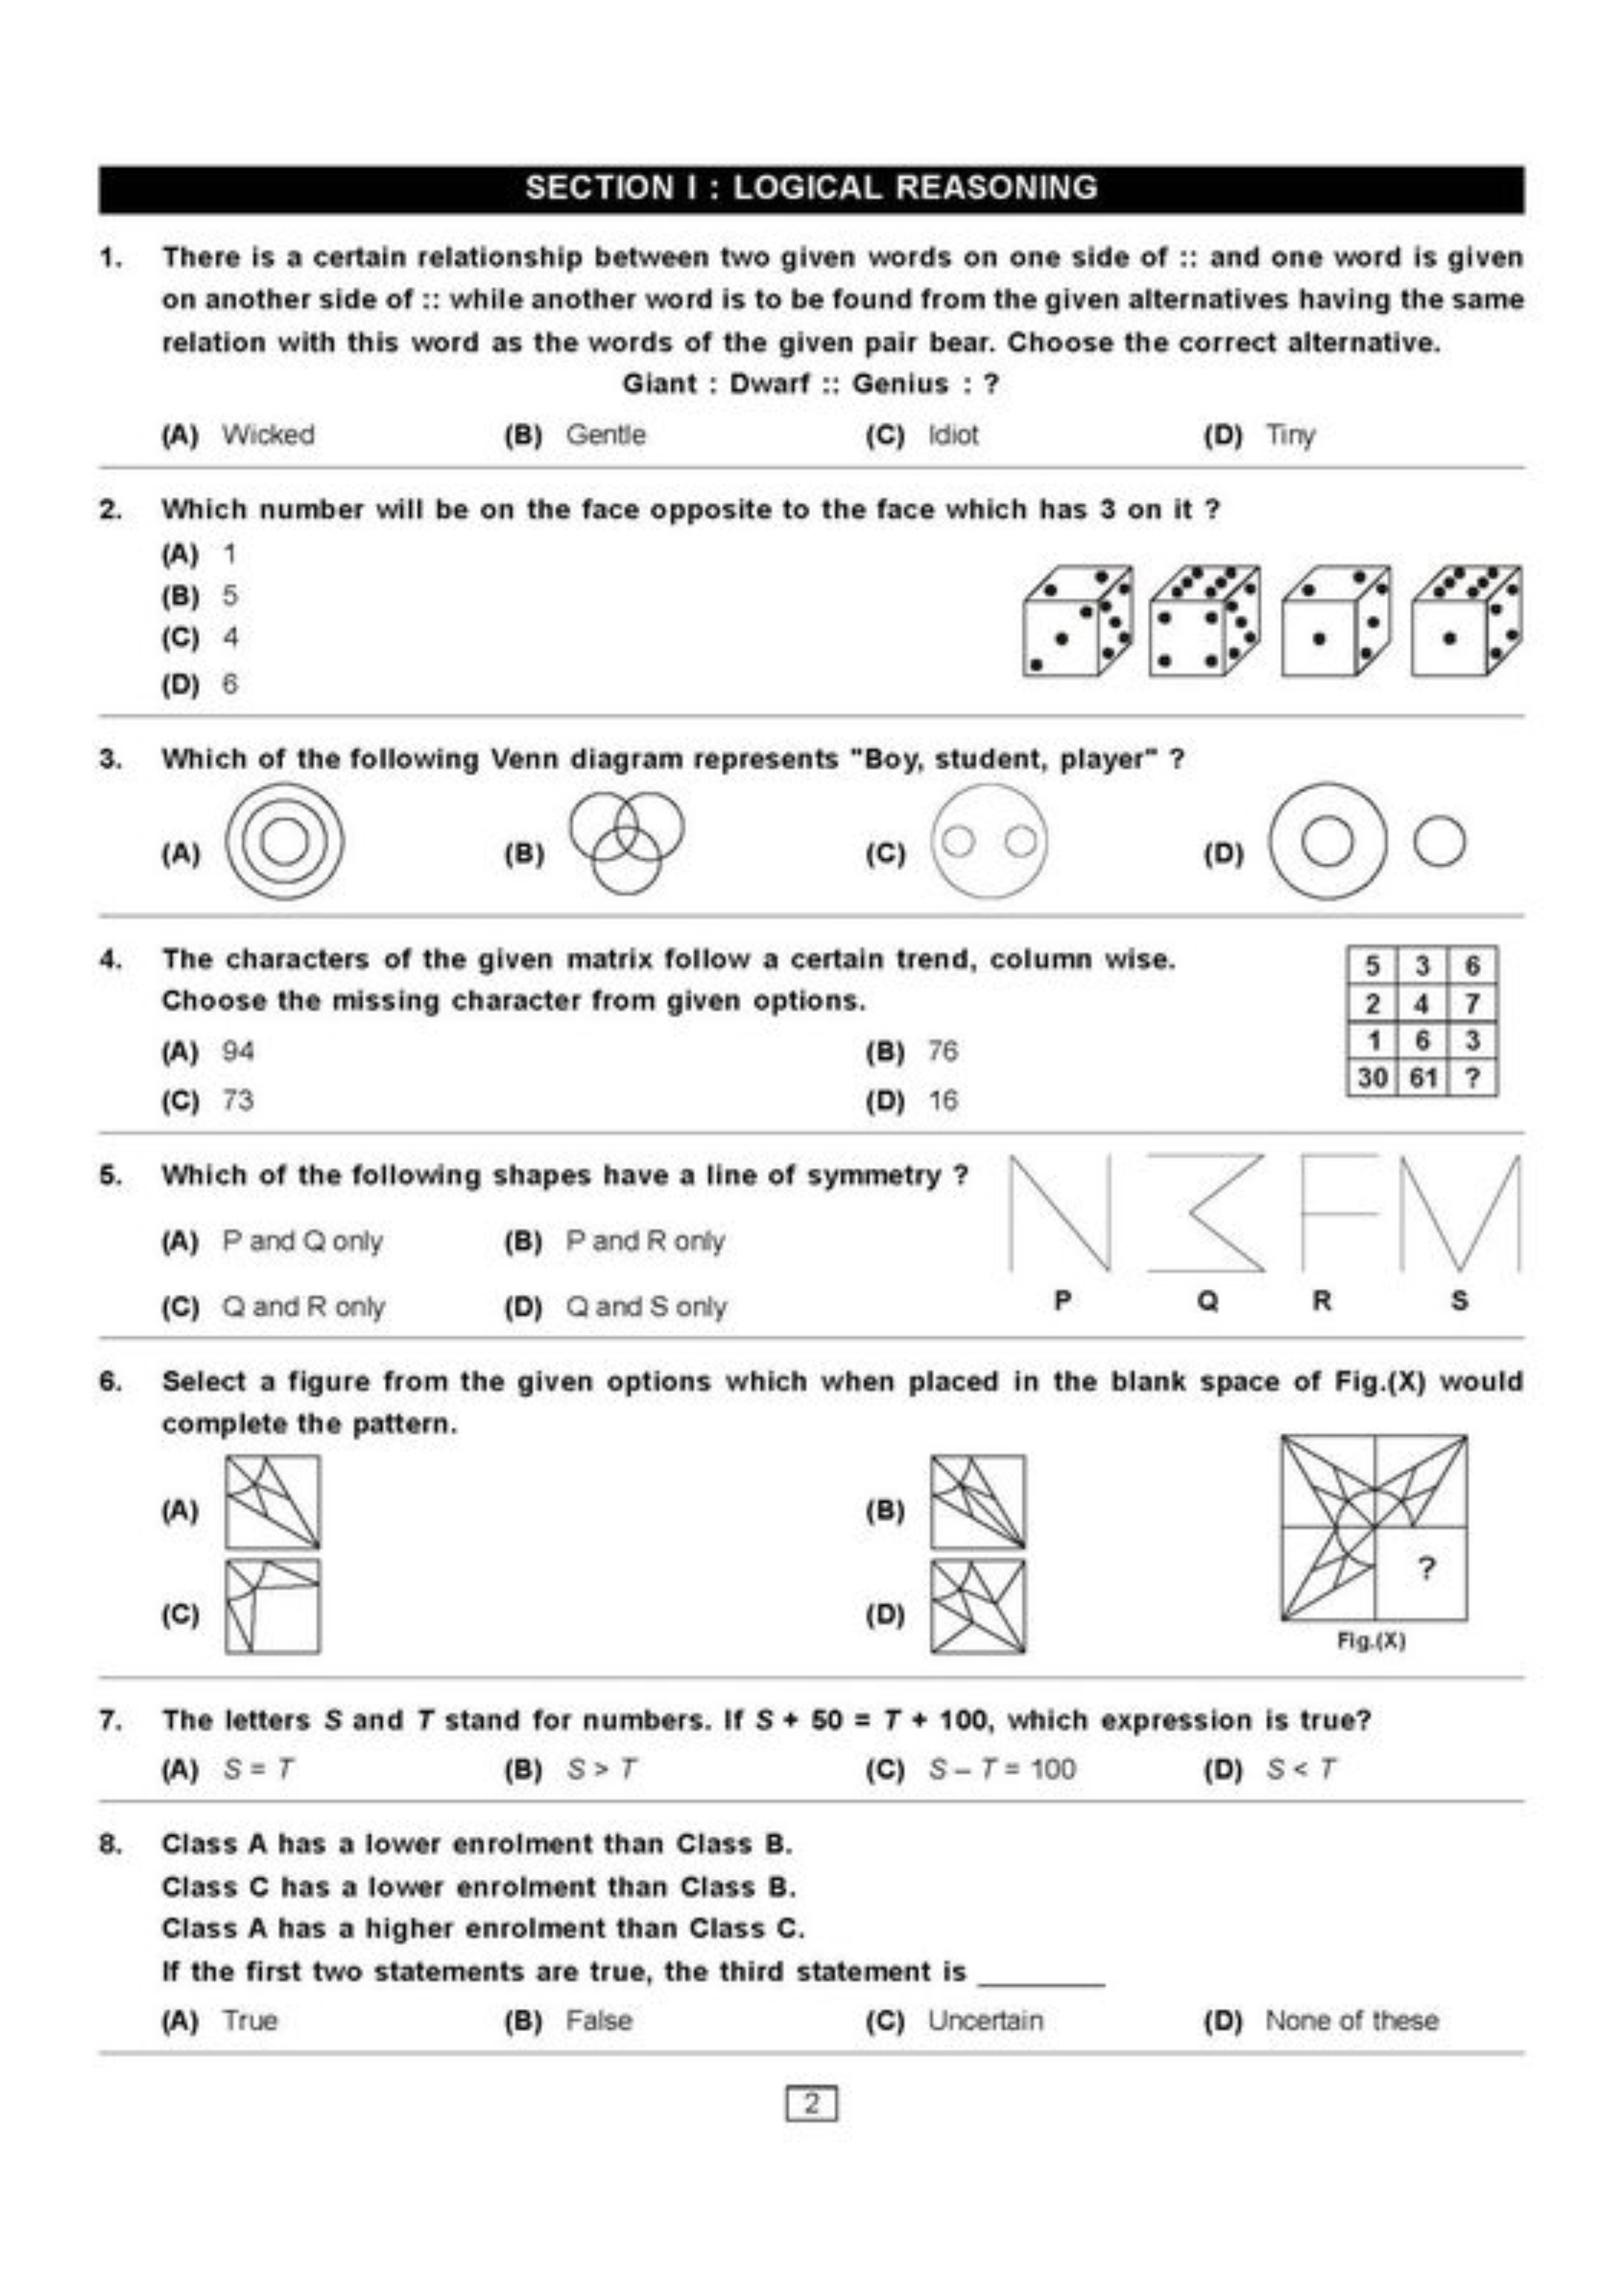 SECTION I : LOGICAL REASONING
1. There is a certain relationship between two given words on one side of :: and one word is given
on another side of :: while another word is to be found from the given alternatives having the same
relation with this word as the words of the given pair bear. Choose the correct alternative.
Giant : Dwarf :: Genius : ?
(A) Wicked (B) Gentle (C) Idiot (D) Tiny
2. Which number will be on the face opposite to the face which has 3 on it ?
(A) 1
(B) 5
(C) 4
(D) 6
3. Which of the following Venn diagram represents "Boy, student, player" ?
(A) (B) (C) (D)
4. The characters of the given matrix follow a certain trend, column wise.
Choose the missing character from given options.
(A) 94 (B) 76
(C) 73 (D) 16
5 3 6
2 4 7
1 6 3
30 61 ?
5. Which of the following shapes have a line of symmetry ?
(A) P and Q only (B) P and R only
(C) Q and R only (D) Q and S only
P Q R S
6. Select a figure from the given options which when placed in the blank space of Fig.(X) would
complete the pattern.
(A) (B)
(C) (D)
?
Fig.(X)
7. The letters S and T stand for numbers. If S + 50 = T + 100, which expression is true?
(A) S = T (B) S > T (C) S – T = 100 (D) S < T
8. Class A has a lower enrolment than Class B.
Class C has a lower enrolment than Class B.
Class A has a higher enrolment than Class C.
If the first two statements are true, the third statement is ________
(A) True (B) False (C) Uncertain (D) None of these
2